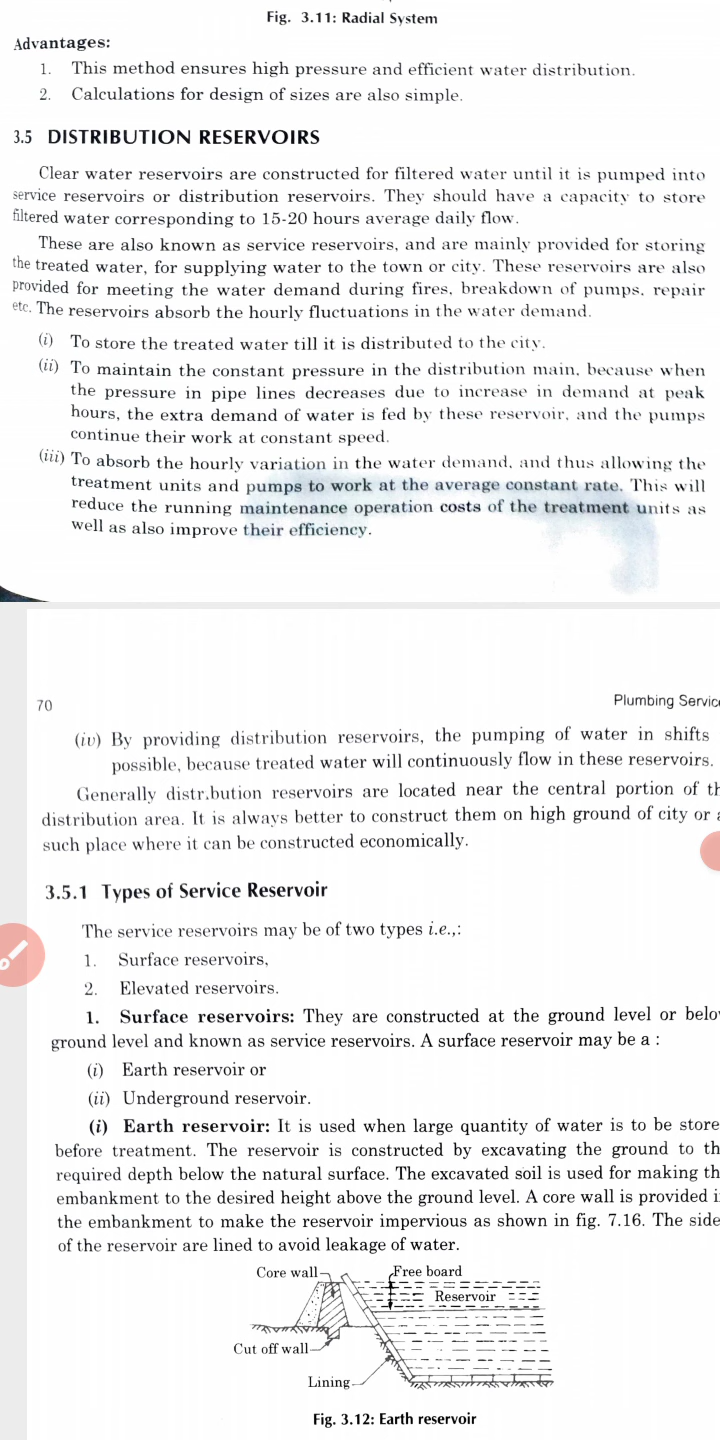 Fig. 3.11: Radial System
Advantages:
1. This method ensures high pressure and efficient water distribution.
2. Calculations for design of sizes are also simple.
3.5 DISTRIBUTION RESERVOIRS
Clear water reservoirs are constructed for filtered water until it is pumped into
service reservoirs or distribution reservoirs. They should have a capacity to store
filtered water corresponding to 15-20 hours average daily flow.
These are also known as service reservoirs, and are mainly provided for storing
the treated water, for supplying water to the town or city. These reservoirs are also
provided for meeting the water demand during fires, breakdown of pumps, repair
etc. The reservoirs absorb the hourly fluctuations in the water demand.
(i) To store the treated water till it is distributed to the city.
(ii) To maintain the constant pressure in the distribution main, because when
the pressure in pipe lines decreases due to increase in demand at peak
hours, the extra demand of water is fed by these reservoir, and the pumps
continue their work at constant speed.
(iii) To absorb the hourly variation in the water demand, and thus allowing the
treatment units and pumps to work at the average constant rate. This will
reduce the running maintenance operation costs of the treatment units as
well as also improve their efficiency.
70 Plumbing Servic
(iv) By providing distribution reservoirs, the pumping of water in shifts
possible, because treated water will continuously flow in these reservoirs.
Generally distr.bution reservoirs are located near the central portion of th
distribution area. It is always better to construct them on high ground of city or a
such place where it can be constructed economically.
3.5.1 Types of Service Reservoir
The service reservoirs may be of two types i.e.,:
1. Surface reservoirs,
2. Elevated reservoirs.
1. Surface reservoirs: They are constructed at the ground level or belo
ground level and known as service reservoirs. A surface reservoir may be a :
(i) Earth reservoir or
(ii) Underground reservoir.
(i) Earth reservoir: It is used when large quantity of water is to be store
before treatment. The reservoir is constructed by excavating the ground to th
required depth below the natural surface. The excavated soil is used for making th
embankment to the desired height above the ground level. A core wall is provided i
the embankment to make the reservoir impervious as shown in fig. 7.16. The side
of the reservoir are lined to avoid leakage of water.
Core wall Free board
Reservoir
Cut off wall
Lining
Fig. 3.12: Earth reservoir